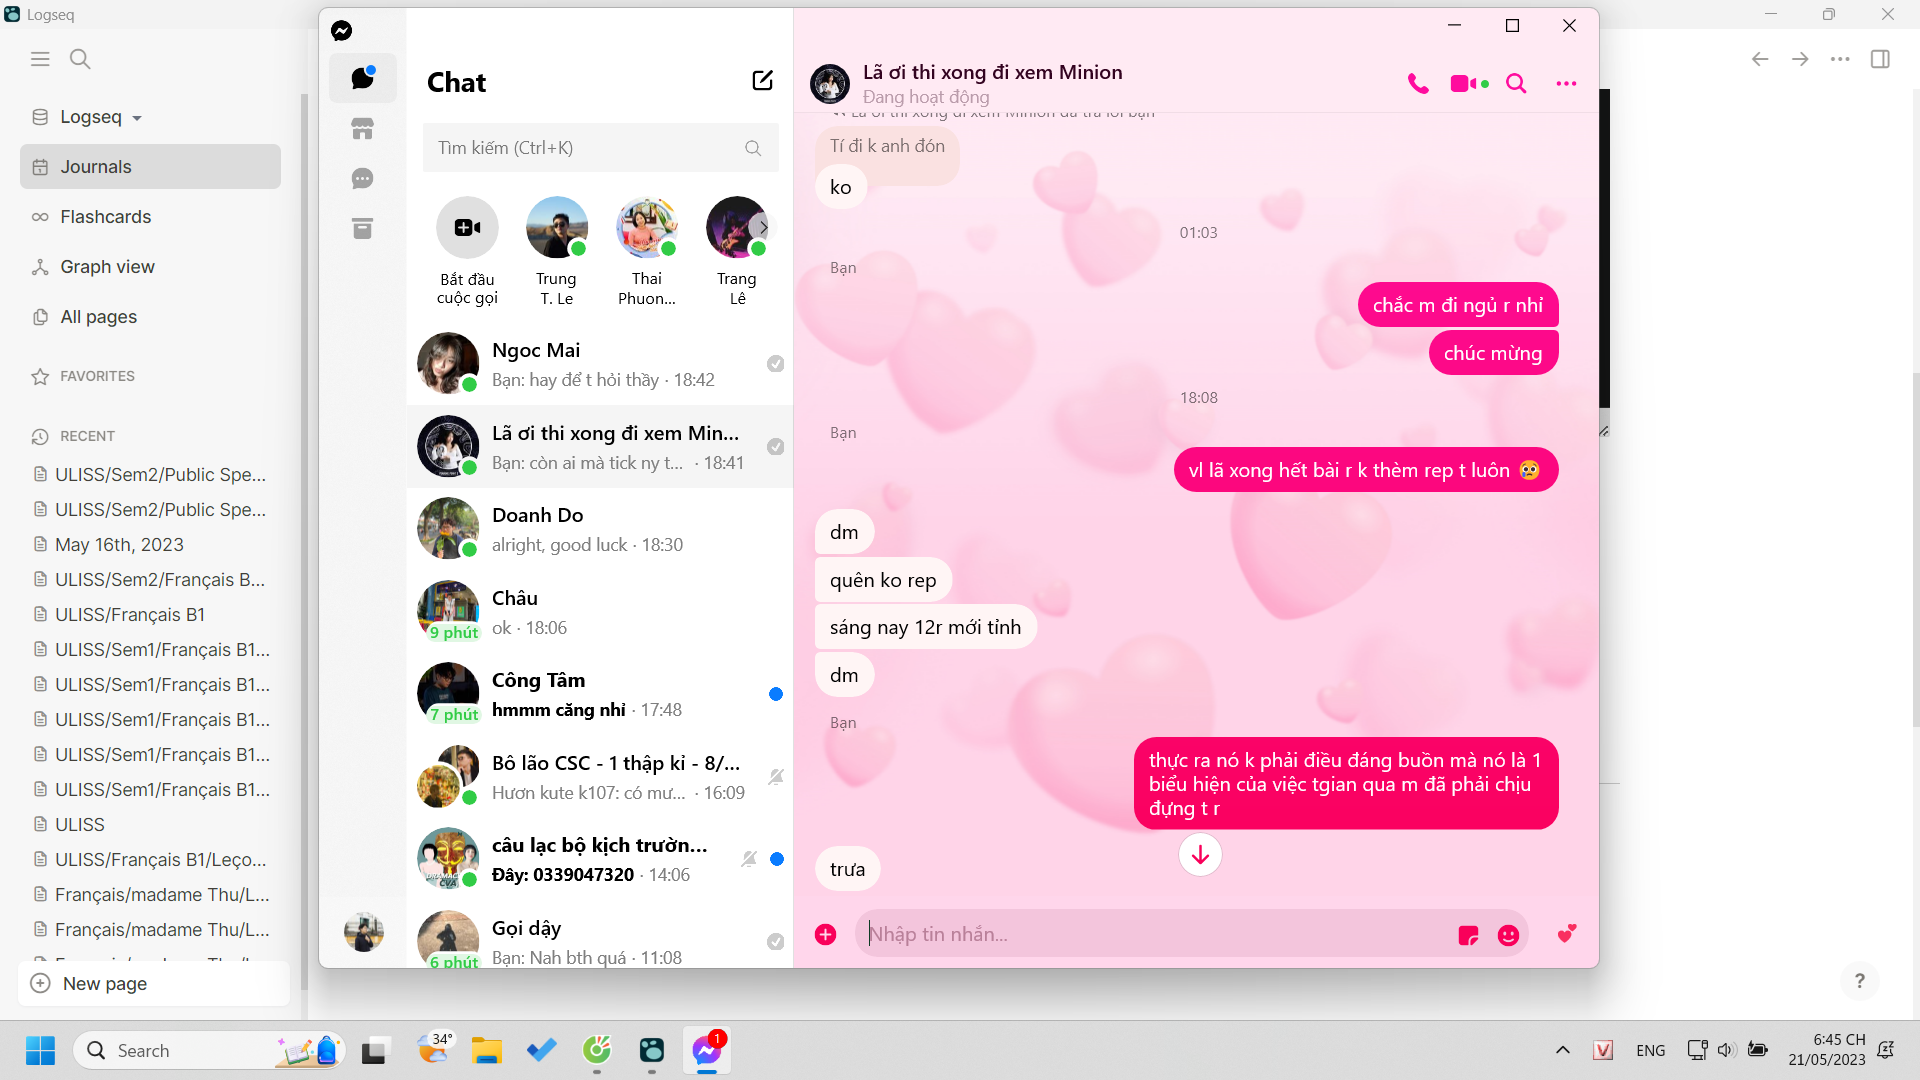 Logseq
Logseq
Journals
Flashcards
Graph view
All pages
FAVORITES
RECENT
ULISS/Sem2/Public Spe...
ULISS/Sem2/Public Spe...
May 16th, 2023
ULISS/Sem2/Français B...
ULISS/Français B1
ULISS/Sem1/Français B1...
ULISS/Sem1/Français B1...
ULISS/Sem1/Français B1...
ULISS/Sem1/Français B1...
ULISS/Sem1/Français B1...
ULISS
ULISS/Français B1/Leço...
Français/madame Thu/L...
Français/madame Thu/L...
New page
Chat
Tìm kiếm (Ctrl+K)
Bắt đầu
cuộc gọi
Trung
T. Le
Thai
Phuon...
Trang
Lê
Ngoc Mai
Bạn: hay để t hỏi thầy · 18:42
Lã ơi thi xong đi xem Min...
Bạn: còn ai mà tick ny t... · 18:41
Doanh Do
alright, good luck · 18:30
Châu
ok · 18:06
9 phút
Công Tâm
hmmm căng nhỉ · 17:48
7 phút
Bô lão CSC - 1 thập kỉ - 8/...
Hươn kute k107: có mư... · 16:09
câu lạc bộ kịch trườn...
Đây: 0339047320 · 14:06
Gọi dậy
Bạn: Nah bth quá · 11:08
6 phút
Lã ơi thi xong đi xem Minion
Đang hoạt động
Lã ơi thi xong đi xem Minion đã trả lời bạn
Tí đi k anh đón
ko
01:03
Bạn
chắc m đi ngủ r nhỉ
chúc mừng
18:08
Bạn
vl lã xong hết bài r k thèm rep t luôn 😢
dm
quên ko rep
sáng nay 12r mới tỉnh
dm
Bạn
thực ra nó k phải điều đáng buồn mà nó là 1
biểu hiện của việc tgian qua m đã phải chịu
đựng t r
trưa
Nhập tin nhắn...
?
Search
34°
1
V
ENG
6:45 CH
21/05/2023